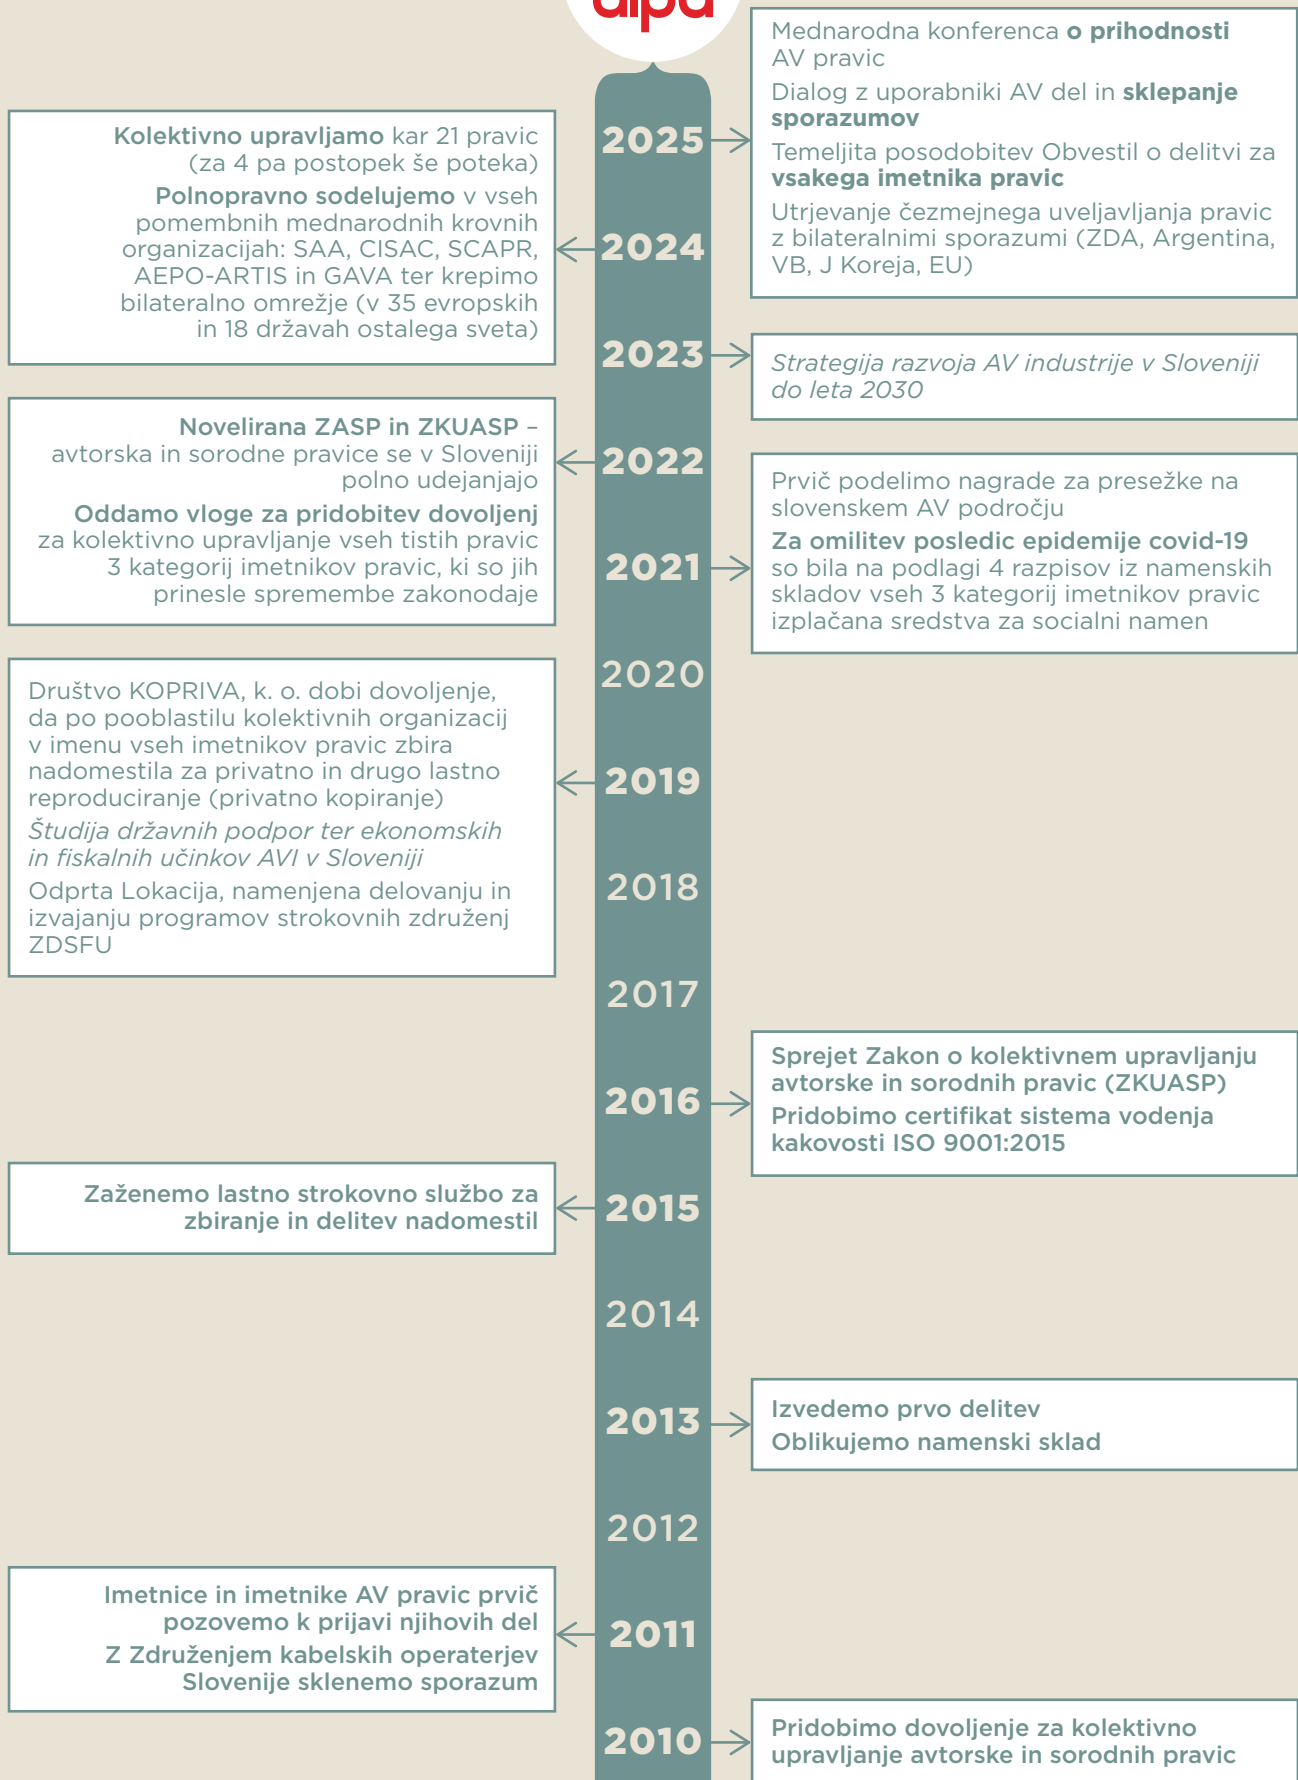 aipa
2025
Mednarodna konferenca o prihodnosti
AV pravic
Dialog z uporabniki AV del in sklepanje
sporazumov
Temeljita posodobitev Obvestil o delitvi za
vsakega imetnika pravic
Utrjevanje čezmejnega uveljavljanja pravic
z bilateralnimi sporazumi (ZDA, Argentina,
VB, J Koreja, EU)
2024
Kolektivno upravljamo kar 21 pravic
(za 4 pa postopek še poteka)
Polnopravno sodelujemo v vseh
pomembnih mednarodnih krovnih
organizacijah: SAA, CISAC, SCAPR,
AEPO-ARTIS in GAVA ter krepimo
bilateralno omrežje (v 35 evropskih
in 18 državah ostalega sveta)
2023
Strategija razvoja AV industrije v Sloveniji
do leta 2030
2022
Novelirana ZASP in ZKUASP –
avtorska in sorodne pravice se v Sloveniji
polno udejanjajo
Oddamo vloge za pridobitev dovoljenj
za kolektivno upravljanje vseh tistih pravic
3 kategorij imetnikov pravic, ki so jih
prinesle spremembe zakonodaje
2021
Prvič podelimo nagrade za presežke na
slovenskem AV področju
Za omilitev posledic epidemije covid-19
so bila na podlagi 4 razpisov iz namenskih
skladov vseh 3 kategorij imetnikov pravic
izplačana sredstva za socialni namen
2020
2019
Društvo KOPRIVA, k. o. dobi dovoljenje,
da po pooblastilu kolektivnih organizacij
v imenu vseh imetnikov pravic zbira
nadomestila za privatno in drugo lastno
reproduciranje (privatno kopiranje)
Študija državnih podpor ter ekonomskih
in fiskalnih učinkov AVI v Sloveniji
Odprta Lokacija, namenjena delovanju in
izvajanju programov strokovnih združenj
ZDSFU
2018
2017
2016
Sprejet Zakon o kolektivnem upravljanju
avtorske in sorodnih pravic (ZKUASP)
Pridobimo certifikat sistema vodenja
kakovosti ISO 9001:2015
2015
Zaženemo lastno strokovno službo za
zbiranje in delitev nadomestil
2014
2013
Izvedemo prvo delitev
Oblikujemo namenski sklad
2012
2011
Imetnice in imetnike AV pravic prvič
pozovemo k prijavi njihovih del
Z Združenjem kabelskih operaterjev
Slovenije sklenemo sporazum
2010
Pridobimo dovoljenje za kolektivno
upravljanje avtorske in sorodnih pravic